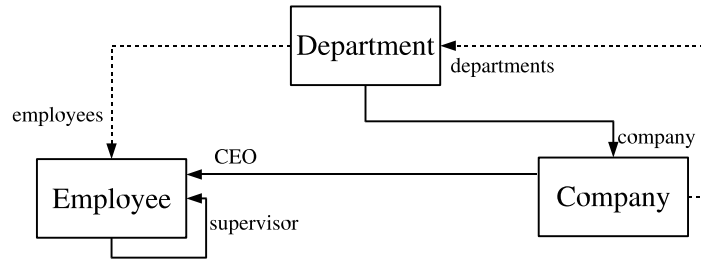 Department
departments
employees
company
CEO
Employee
Company
supervisor